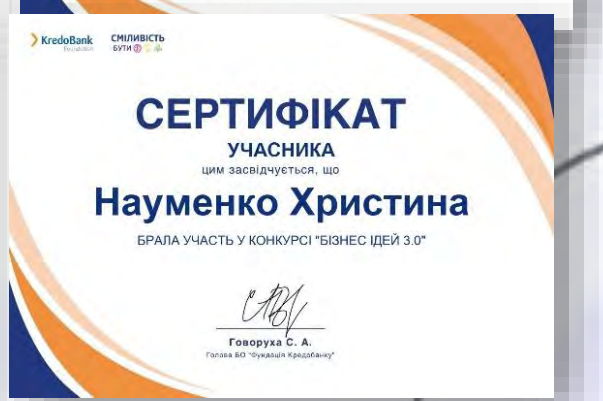 KredoBank
Foundation
СМІЛИВІСТЬ
БУТИ
СЕРТИФІКАТ
УЧАСНИКА
цим засвідчується, що
Науменко Христина
БРАЛА УЧАСТЬ У КОНКУРСІ "БІЗНЕС ІДЕЙ 3.0"
Говоруха С. А.
Голова БО "Фундація Кредобанку"